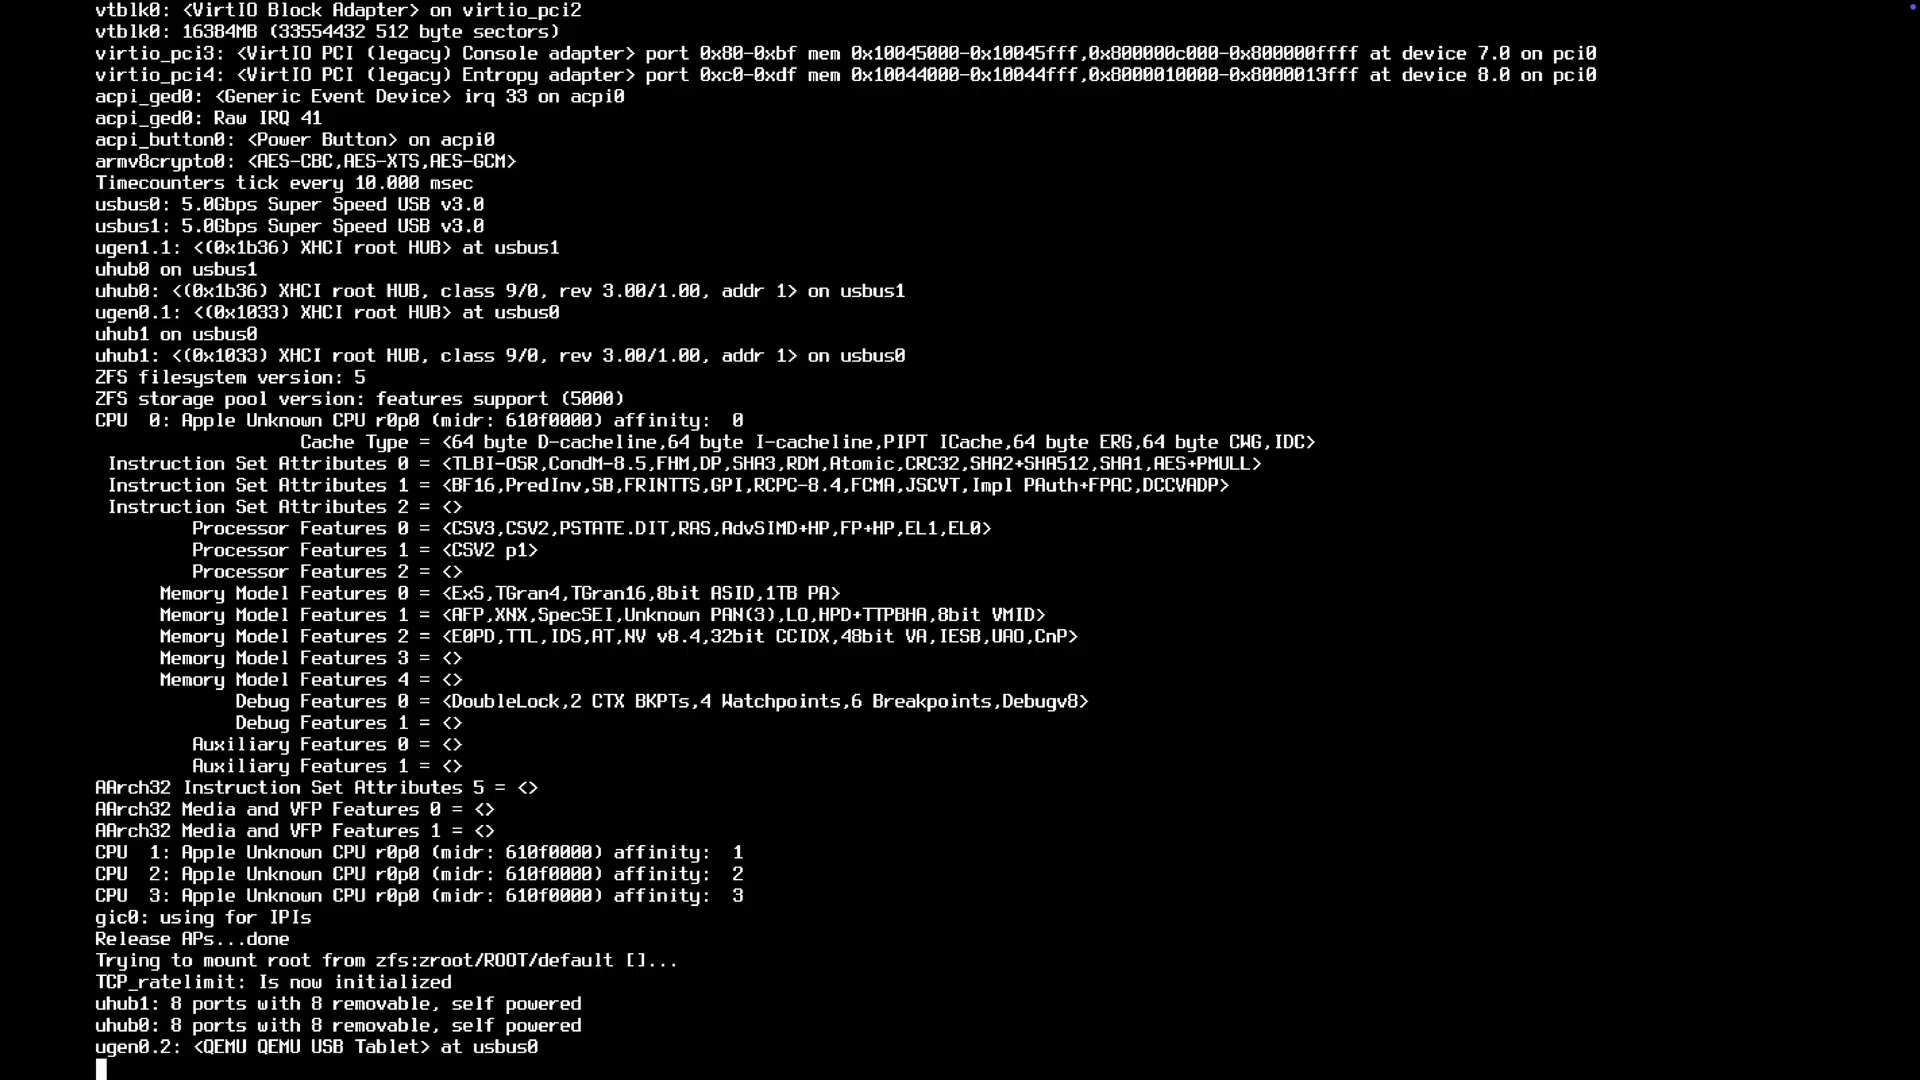 vtblk0: <VirtIO Block Adapter> on virtio_pci2
vtblk0: 16384MB (33554432 512 byte sectors)
virtio_pci3: <VirtIO PCI (legacy) Console adapter> port 0x80-0xbf mem 0x10045000-0x10045fff,0x800000c000-0x800000ffff at device 7.0 on pci0
virtio_pci4: <VirtIO PCI (legacy) Entropy adapter> port 0xc0-0xdf mem 0x10044000-0x10044fff,0x8000010000-0x8000013fff at device 8.0 on pci0
acpi_ged0: <Generic Event Device> irq 33 on acpi0
acpi_ged0: Raw IRQ 41
acpi_button0: <Power Button> on acpi0
armv8crypto0: <AES-CBC,AES-XTS,AES-GCM>
Timecounters tick every 10.000 msec
usbus0: 5.0Gbps Super Speed USB v3.0
usbus1: 5.0Gbps Super Speed USB v3.0
ugen1.1: <(0x1b36) XHCI root HUB> at usbus1
uhub0 on usbus1
uhub0: <(0x1b36) XHCI root HUB, class 9/0, rev 3.00/1.00, addr 1> on usbus1
ugen0.1: <(0x1033) XHCI root HUB> at usbus0
uhub1 on usbus0
uhub1: <(0x1033) XHCI root HUB, class 9/0, rev 3.00/1.00, addr 1> on usbus0
ZFS filesystem version: 5
ZFS storage pool version: features support (5000)
CPU  0: Apple Unknown CPU r0p0 (midr: 610f0000) affinity:  0
                   Cache Type = <64 byte D-cacheline,64 byte I-cacheline,PIPT ICache,64 byte ERG,64 byte CWG,IDC>
 Instruction Set Attributes 0 = <TLBI-OSR,CondM-8.5,FHM,DP,SHA3,RDM,Atomic,CRC32,SHA2+SHA512,SHA1,AES+PMULL>
 Instruction Set Attributes 1 = <BF16,PredInv,SB,FRINTTS,GPI,RCPC-8.4,FCMA,JSCVT,Impl PAuth+FPAC,DCCVADP>
 Instruction Set Attributes 2 = <>
         Processor Features 0 = <CSV3,CSV2,PSTATE.DIT,RAS,AdvSIMD+HP,FP+HP,EL1,EL0>
         Processor Features 1 = <CSV2 p1>
         Processor Features 2 = <>
      Memory Model Features 0 = <ExS,TGran4,TGran16,8bit ASID,1TB PA>
      Memory Model Features 1 = <AFP,XNX,SpecSEI,Unknown PAN(3),LO,HPD+TTPBHA,8bit VMID>
      Memory Model Features 2 = <E0PD,TTL,IDS,AT,NV v8.4,32bit CCIDX,48bit VA,IESB,UAO,CnP>
      Memory Model Features 3 = <>
      Memory Model Features 4 = <>
             Debug Features 0 = <DoubleLock,2 CTX BKPTs,4 Watchpoints,6 Breakpoints,Debugv8>
             Debug Features 1 = <>
         Auxiliary Features 0 = <>
         Auxiliary Features 1 = <>
AArch32 Instruction Set Attributes 5 = <>
AArch32 Media and VFP Features 0 = <>
AArch32 Media and VFP Features 1 = <>
CPU  1: Apple Unknown CPU r0p0 (midr: 610f0000) affinity:  1
CPU  2: Apple Unknown CPU r0p0 (midr: 610f0000) affinity:  2
CPU  3: Apple Unknown CPU r0p0 (midr: 610f0000) affinity:  3
gic0: using for IPIs
Release APs...done
Trying to mount root from zfs:zroot/ROOT/default []...
TCP_ratelimit: Is now initialized
uhub1: 8 ports with 8 removable, self powered
uhub0: 8 ports with 8 removable, self powered
ugen0.2: <QEMU QEMU USB Tablet> at usbus0